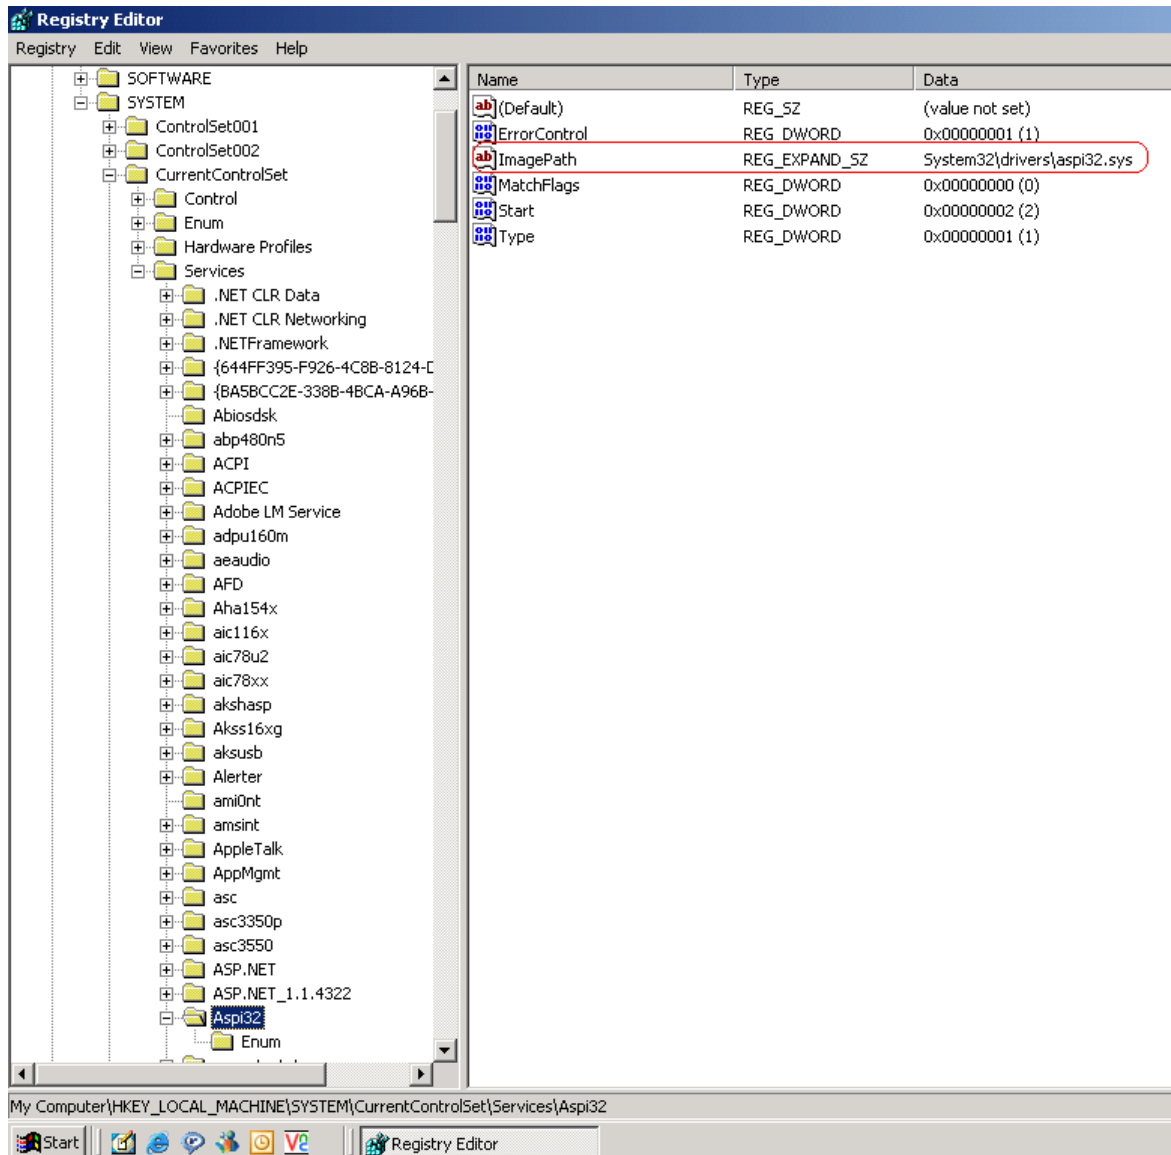 Registry Editor
Registry Edit View Favorites Help
SOFTWARE
SYSTEM
ControlSet001
ControlSet002
CurrentControlSet
Control
Enum
Hardware Profiles
Services
.NET CLR Data
.NET CLR Networking
.NETFramework
{644FF395-F926-4C8B-8124-D
{BA5BCC2E-338B-4BCA-A96B-
Abiosdsk
abp480n5
ACPI
ACPIEC
Adobe LM Service
adpu160m
aeaudio
AFD
Aha154x
aic116x
aic78u2
aic78xx
akshasp
Akss16xg
aksusb
Alerter
ami0nt
amsint
AppleTalk
AppMgmt
asc
asc3350p
asc3550
ASP.NET
ASP.NET_1.1.4322
Aspi32
Enum
Name Type Data
(Default) REG_SZ (value not set)
ErrorControl REG_DWORD 0x00000001 (1)
ImagePath REG_EXPAND_SZ System32\drivers\aspi32.sys
MatchFlags REG_DWORD 0x00000000 (0)
Start REG_DWORD 0x00000002 (2)
Type REG_DWORD 0x00000001 (1)
My Computer\HKEY_LOCAL_MACHINE\SYSTEM\CurrentControlSet\Services\Aspi32
Start Registry Editor